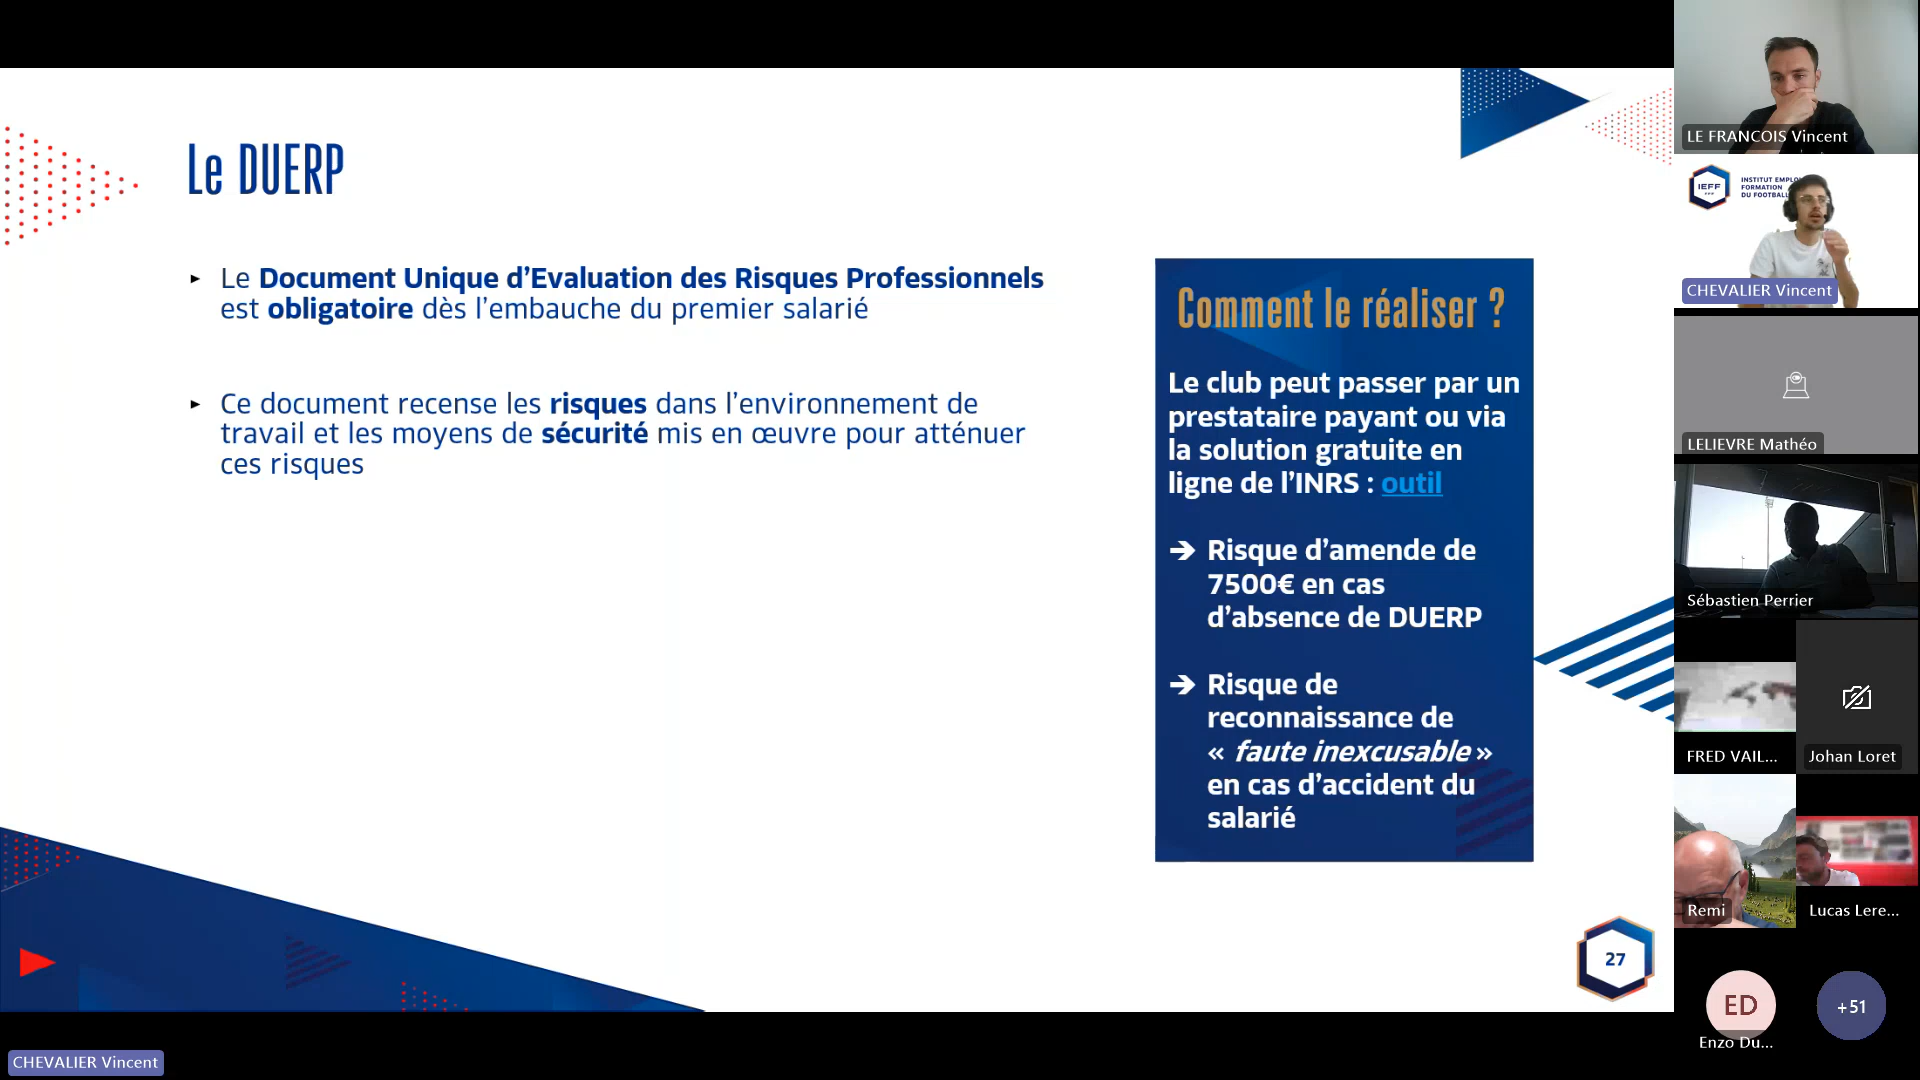 Le DUERP
Le Document Unique d’Evaluation des Risques Professionnels
est obligatoire dès l’embauche du premier salarié
Ce document recense les risques dans l’environnement de
travail et les moyens de sécurité mis en œuvre pour atténuer
ces risques
Comment le réaliser ?
Le club peut passer par un
prestataire payant ou via
la solution gratuite en
ligne de l’INRS : outil
➔ Risque d’amende de
7500€ en cas
d’absence de DUERP
➔ Risque de
reconnaissance de
« faute inexcusable »
en cas d’accident du
salarié
27
CHEVALIER Vincent
LE FRANCOIS Vincent
IEFF
INSTITUT EMPL
FORMATION
DU FOOTBALL
CHEVALIER Vincent
LELIEVRE Mathéo
Sébastien Perrier
FRED VAIL...
Johan Loret
Remi
Lucas Lere...
ED
Enzo Du...
+51